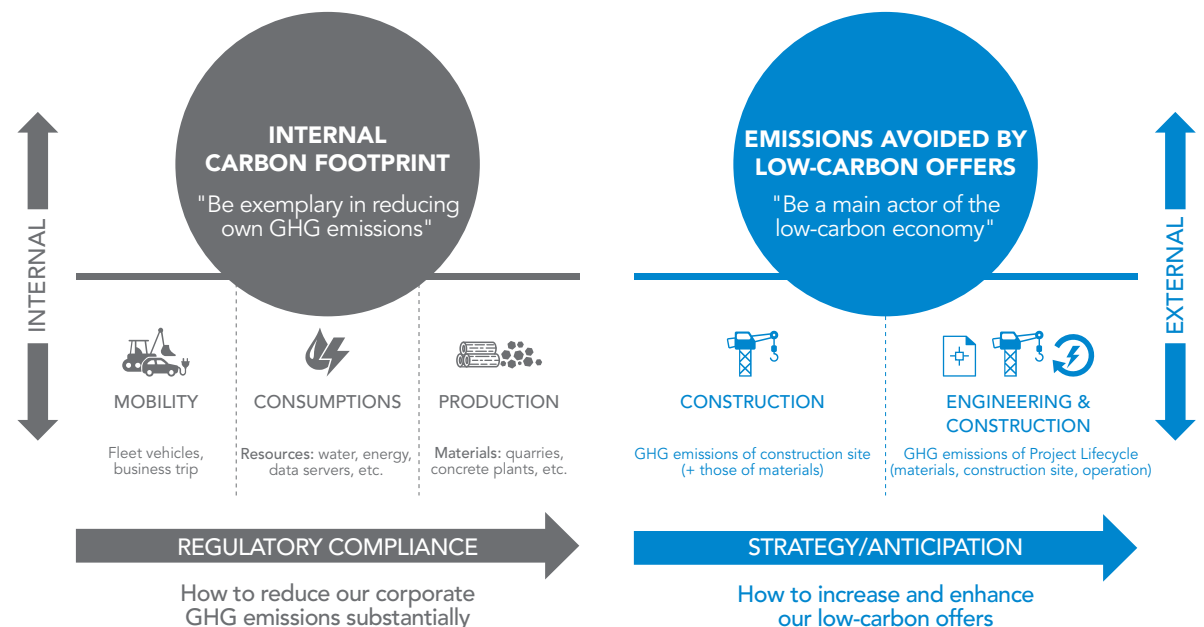 INTERNAL
INTERNAL
CARBON FOOTPRINT
"Be exemplary in reducing
own GHG emissions"
MOBILITY
Fleet vehicles,
business trip
CONSUMPTIONS
Resources: water, energy,
data servers, etc.
PRODUCTION
Materials: quarries,
concrete plants, etc.
REGULATORY COMPLIANCE
How to reduce our corporate
GHG emissions substantially
EMISSIONS AVOIDED BY
LOW-CARBON OFFERS
"Be a main actor of the
low-carbon economy"
EXTERNAL
CONSTRUCTION
GHG emissions of construction site
(+ those of materials)
ENGINEERING &
CONSTRUCTION
GHG emissions of Project Lifecycle
(materials, construction site, operation)
STRATEGY/ANTICIPATION
How to increase and enhance
our low-carbon offers